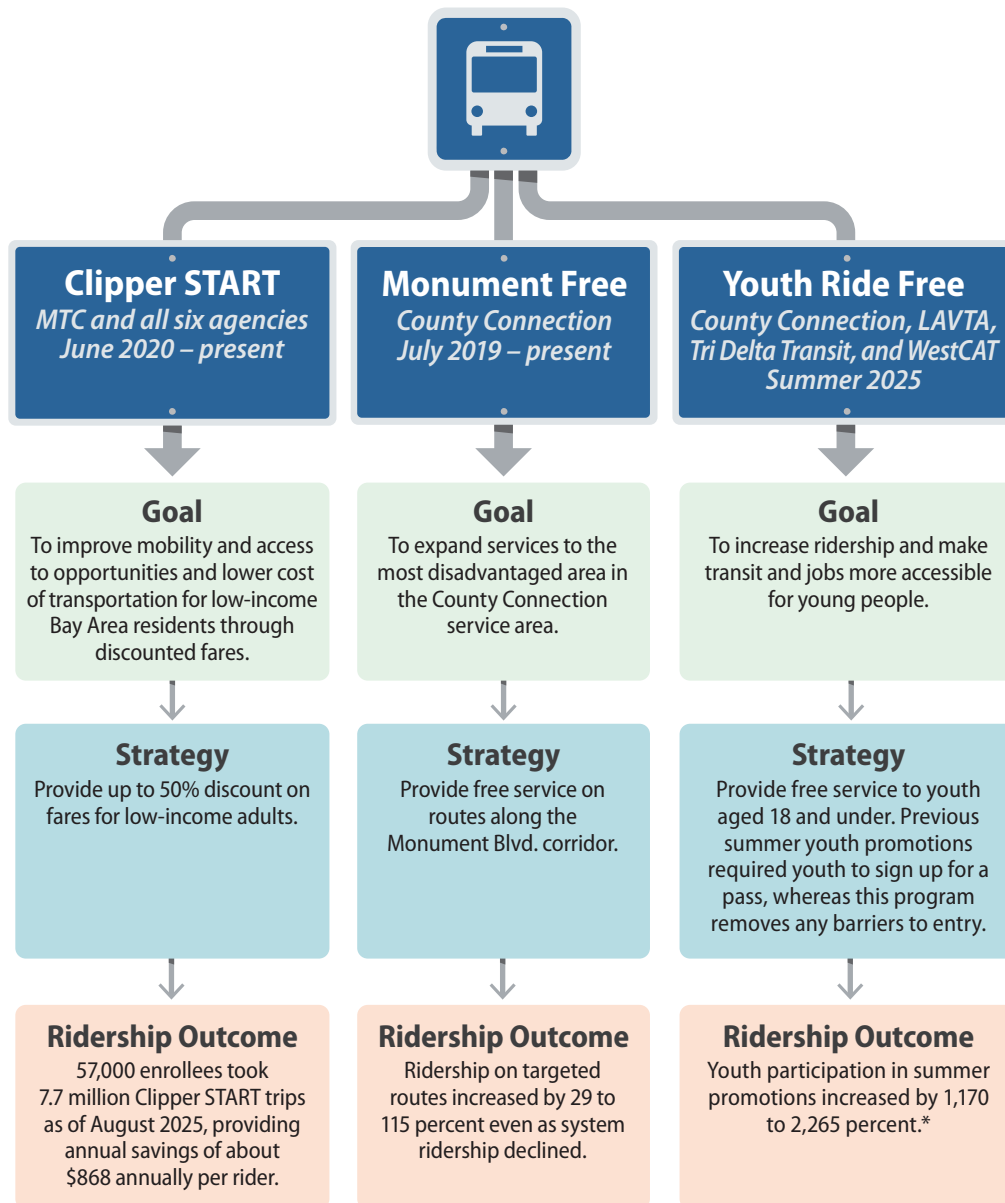 Clipper START
MTC and all six agencies
June 2020 – present
Goal
To improve mobility and access
to opportunities and lower cost
of transportation for low-income
Bay Area residents through
discounted fares.
Strategy
Provide up to 50% discount on
fares for low-income adults.
Ridership Outcome
57,000 enrollees took
7.7 million Clipper START trips
as of August 2025, providing
annual savings of about
$868 annually per rider.
Monument Free
County Connection
July 2019 – present
Goal
To expand services to the
most disadvantaged area in
the County Connection
service area.
Strategy
Provide free service on
routes along the
Monument Blvd. corridor.
Ridership Outcome
Ridership on targeted
routes increased by 29 to
115 percent even as system
ridership declined.
Youth Ride Free
County Connection, LAVTA,
Tri Delta Transit, and WestCAT
Summer 2025
Goal
To increase ridership and make
transit and jobs more accessible
for young people.
Strategy
Provide free service to youth
aged 18 and under. Previous
summer youth promotions
required youth to sign up for a
pass, whereas this program
removes any barriers to entry.
Ridership Outcome
Youth participation in summer
promotions increased by 1,170
to 2,265 percent.*